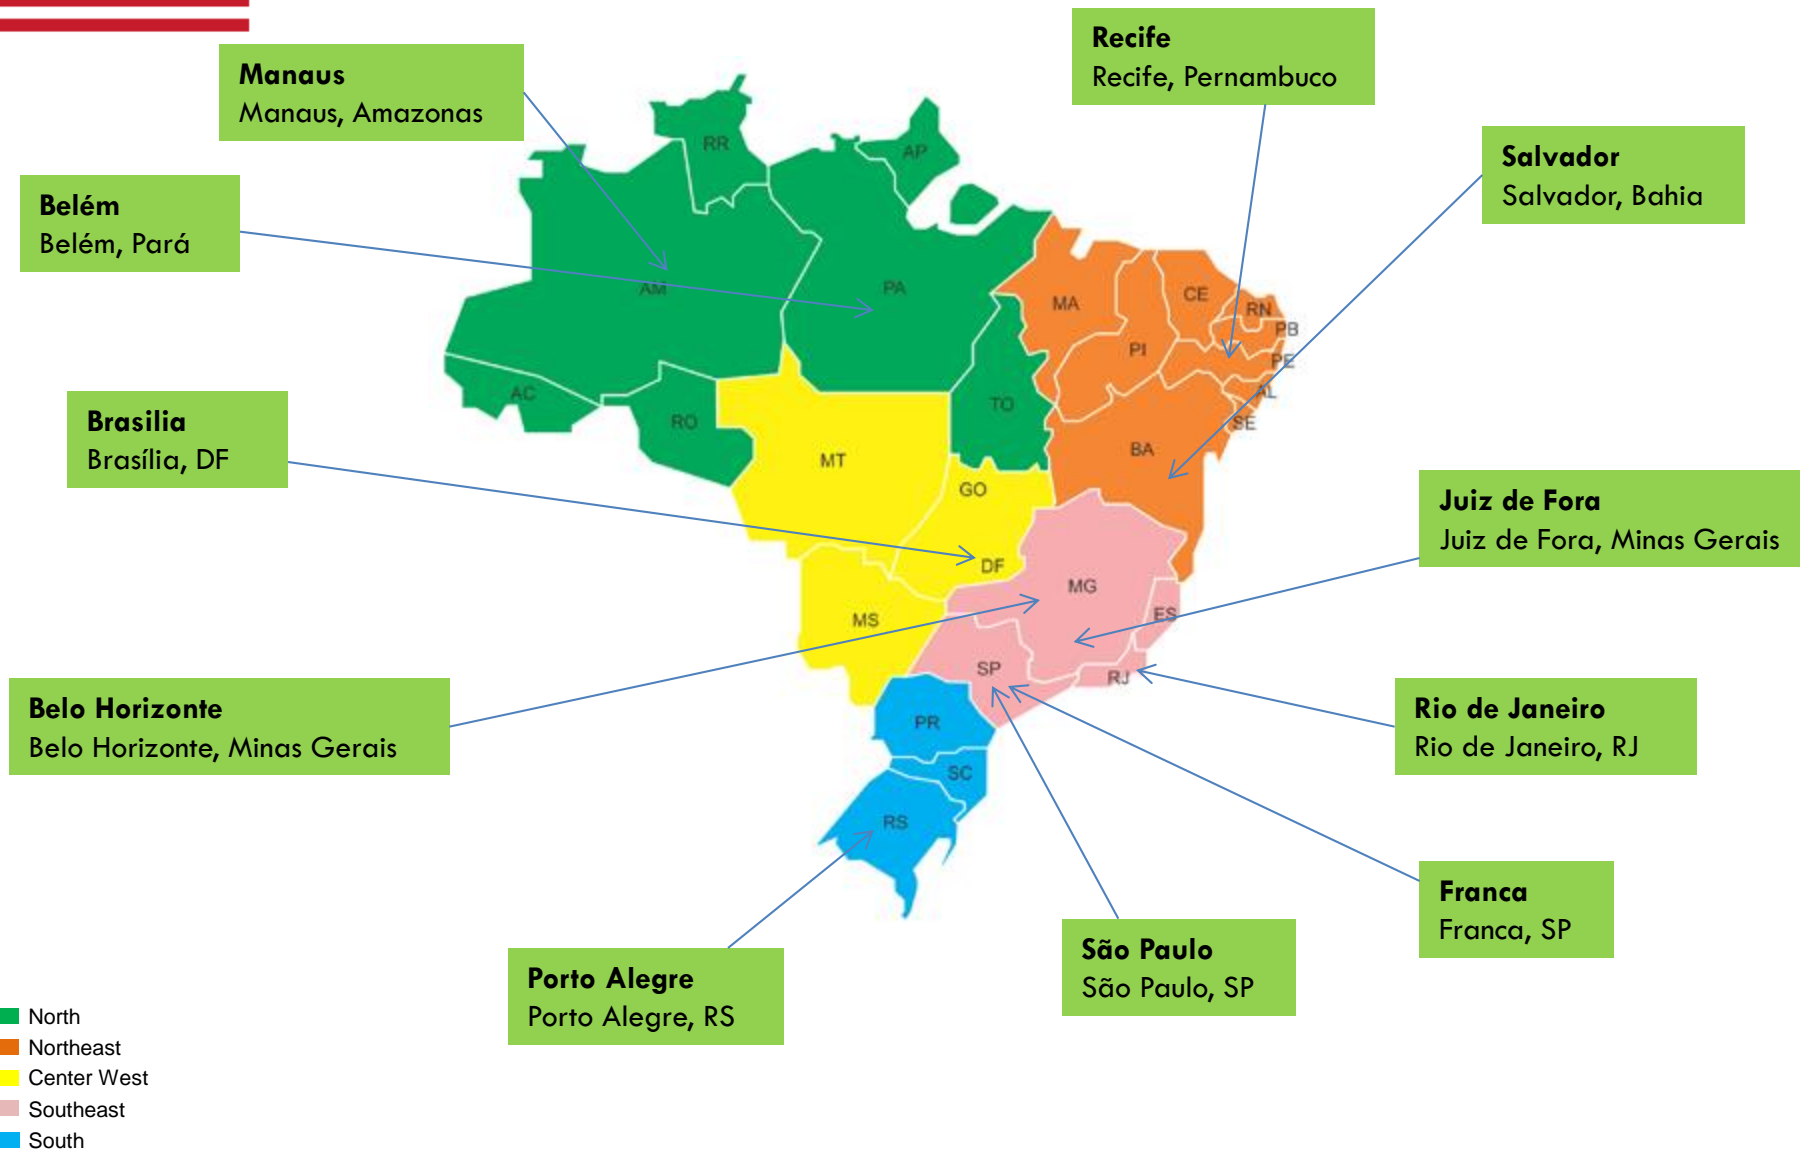 Recife
Recife, Pernambuco
Manaus
Manaus, Amazonas
Salvador
Salvador, Bahia
Belém
Belém, Pará
Brasilia
Brasília, DF
Juiz de Fora
Juiz de Fora, Minas Gerais
Belo Horizonte
Belo Horizonte, Minas Gerais
Rio de Janeiro
Rio de Janeiro, RJ
Franca
Franca, SP
São Paulo
São Paulo, SP
Porto Alegre
Porto Alegre, RS
RR
AP
AM
PA
MA
CE
RN
PB
PI
PE
AC
RO
TO
AL
SE
MT
BA
GO
DF
MG
MS
ES
SP
RJ
PR
SC
RS
North
Northeast
Center West
Southeast
South